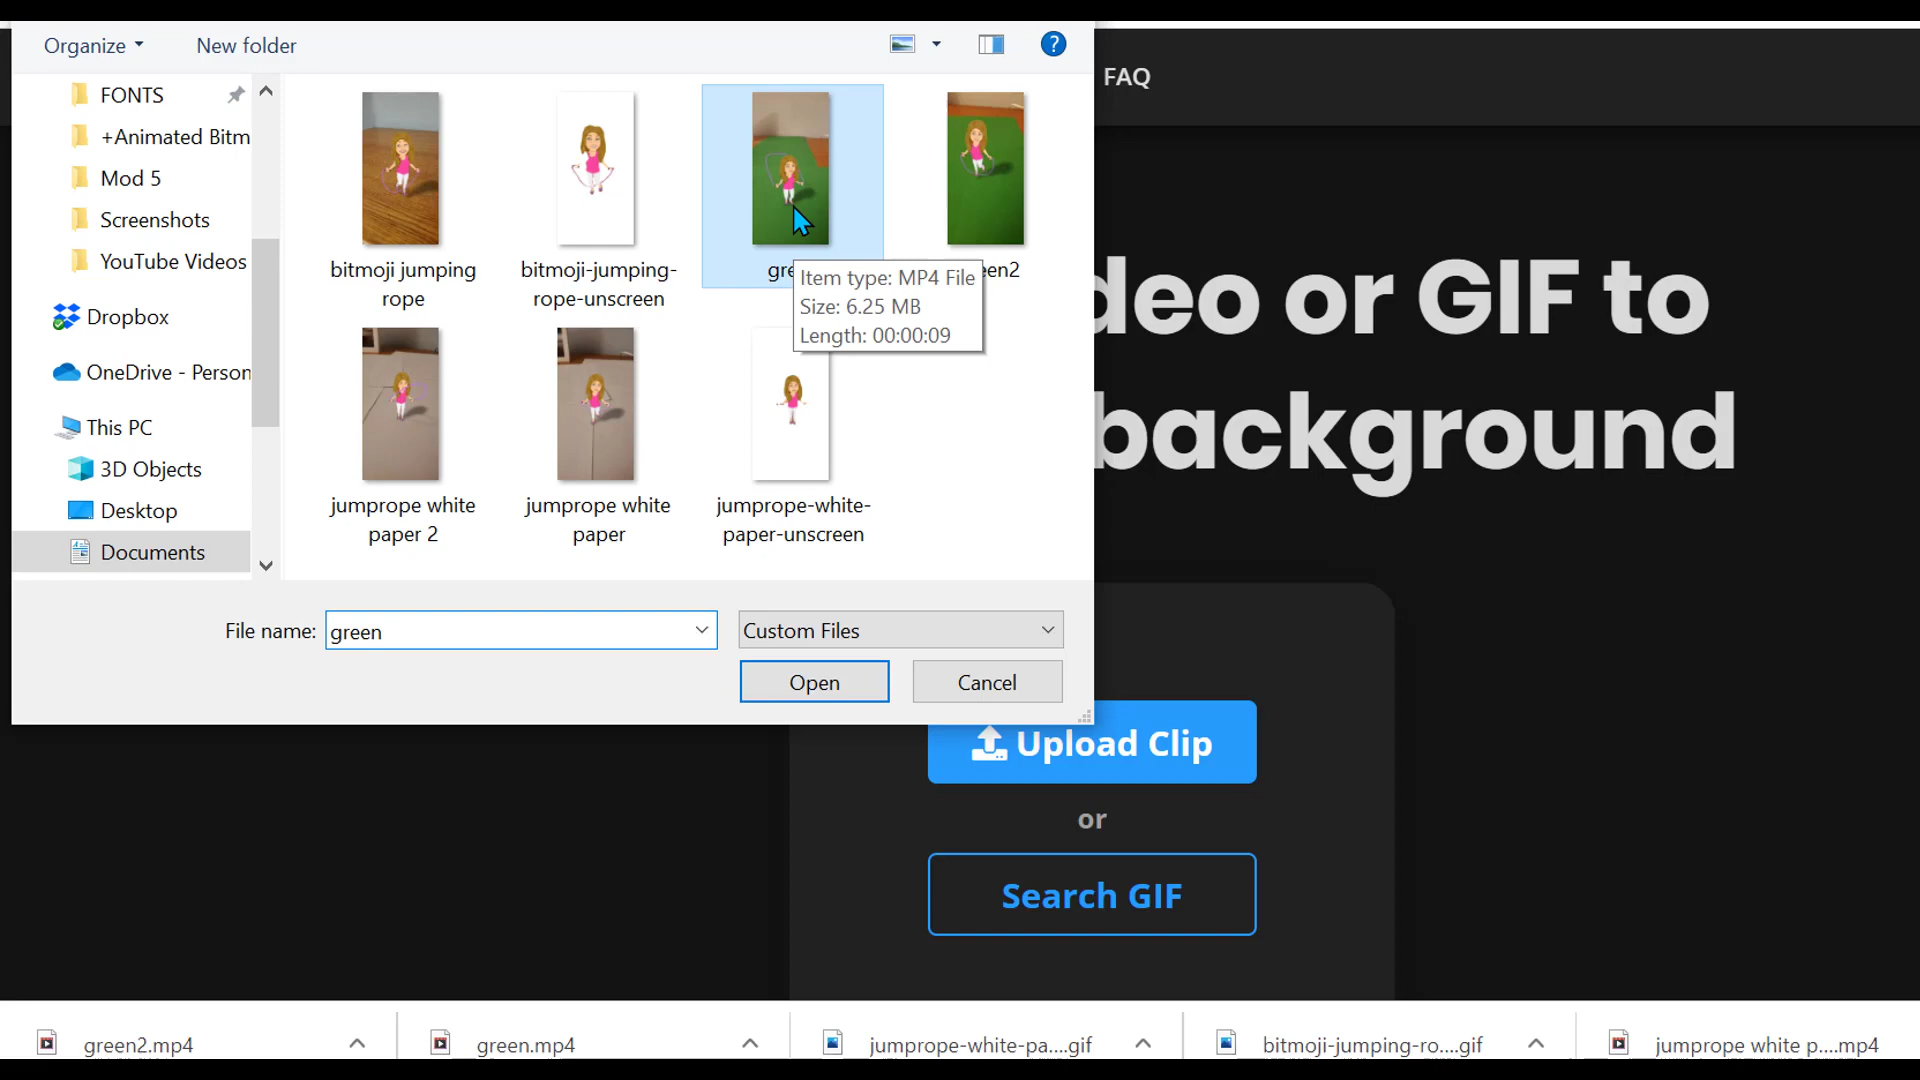 Organize
New folder
?
FAQ
FONTS
+Animated Bitm
Mod 5
Screenshots
YouTube Videos
Dropbox
OneDrive - Person
This PC
3D Objects
Desktop
Documents
bitmoji jumping
rope
bitmoji-jumping-
rope-unscreen
gre
en2
Item type: MP4 File
Size: 6.25 MB
Length: 00:00:09
jumprope white
paper 2
jumprope white
paper
jumprope-white-
paper-unscreen
deo or GIF to
background
File name: green
Custom Files
Open
Cancel
Upload Clip
or
Search GIF
green2.mp4
green.mp4
jumprope-white-pa....gif
bitmoji-jumping-ro....gif
jumprope white p....mp4